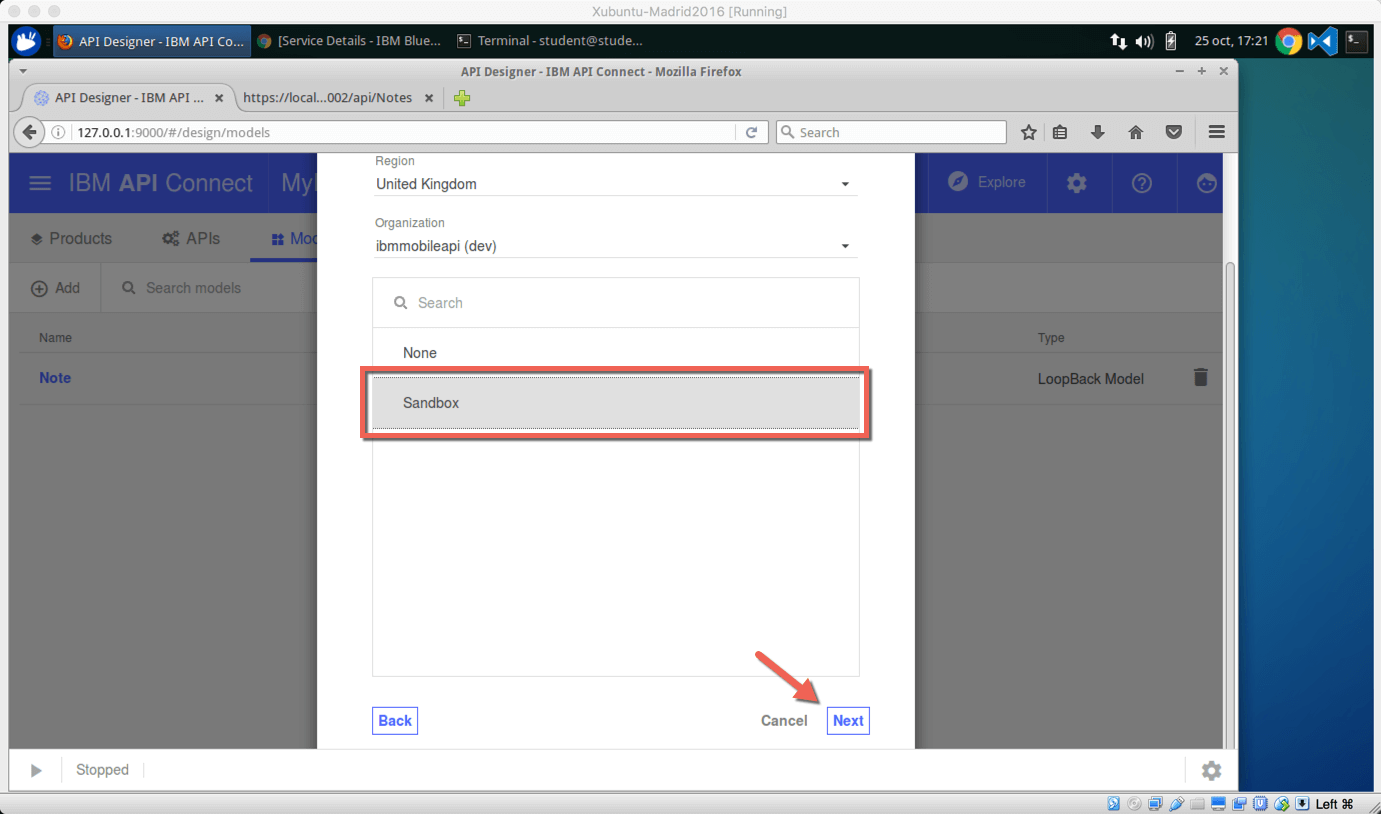 Xubuntu-Madrid2016 [Running]
API Designer - IBM API Co... [Service Details - IBM Blue... Terminal - student@stude... 25 oct, 17:21
API Designer - IBM API Connect - Mozilla Firefox
API Designer - IBM API ... https://local...002/api/Notes
127.0.0.1:9000/#/design/models Search
Region
United Kingdom
IBM API Connect Explore
Organization
ibmmobileapi (dev)
Products APIs
Add Search models
Search
Name Type
None
Note LoopBack Model
Sandbox
Back Cancel Next
Stopped
Left ⌘